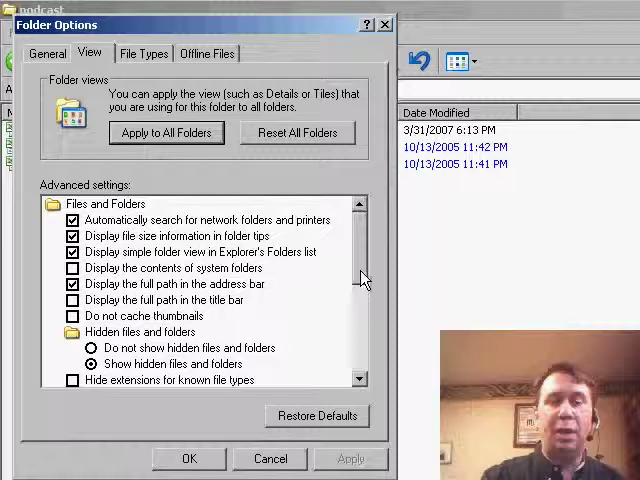 podcast
Folder Options
General View File Types Offline Files
Folder views
You can apply the view (such as Details or Tiles) that
you are using for this folder to all folders.
Apply to All Folders Reset All Folders
Advanced settings:
Files and Folders
Automatically search for network folders and printers
Display file size information in folder tips
Display simple folder view in Explorer's Folders list
Display the contents of system folders
Display the full path in the address bar
Display the full path in the title bar
Do not cache thumbnails
Hidden files and folders
Do not show hidden files and folders
Show hidden files and folders
Hide extensions for known file types
Restore Defaults
OK Cancel Apply
Date Modified
3/31/2007 6:13 PM
10/13/2005 11:42 PM
10/13/2005 11:41 PM